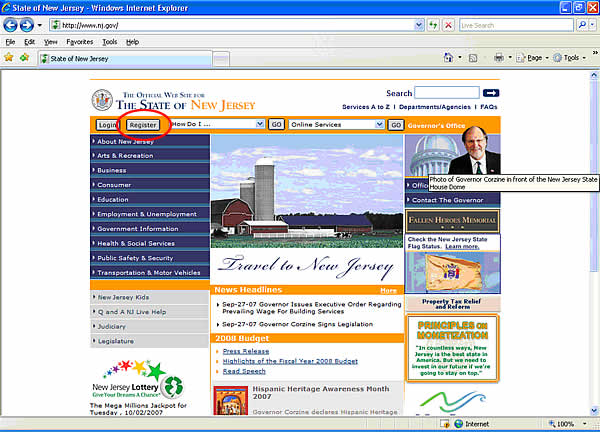 State of New Jersey - Windows Internet Explorer
http://www.nj.gov/
Live Search
File Edit View Favorites Tools Help
State of New Jersey
Page Tools
THE OFFICIAL WEB SITE FOR
THE STATE OF NEW JERSEY
Search
Services A to Z | Departments/Agencies | FAQs
Login Register How Do I ... GO Online Services GO Governor's Office
About New Jersey
Arts & Recreation
Business
Consumer
Education
Employment & Unemployment
Government Information
Health & Social Services
Public Safety & Security
Transportation & Motor Vehicles
New Jersey Kids
Q and A NJ Live Help
Judiciary
Legislature
New Jersey Lottery
Give Your Dreams A Chance
The Mega Millions Jackpot for
Tuesday , 10/02/2007
Travel to New Jersey
News Headlines More
Sep-27-07 Governor Issues Executive Order Regarding
Prevailing Wage For Building Services
Sep-27-07 Governor Corzine Signs Legislation
2008 Budget
Press Release
Highlights of the Fiscal Year 2008 Budget
Read Speech
Hispanic Heritage Awareness Month
2007
Governor Corzine declares Hispanic Heritage
Photo of Governor Corzine in front of the New Jersey State
House Dome
Contact The Governor
FALLEN HEROES MEMORIAL
Check the New Jersey State
Flag Status. Learn more.
Property Tax Relief
and Reform
PRINCIPLES ON
MONETIZATION
"In countless ways, New
Jersey is the best state in
America. But we need to
invest in our future if we're
going to stay on top."
Internet 100%